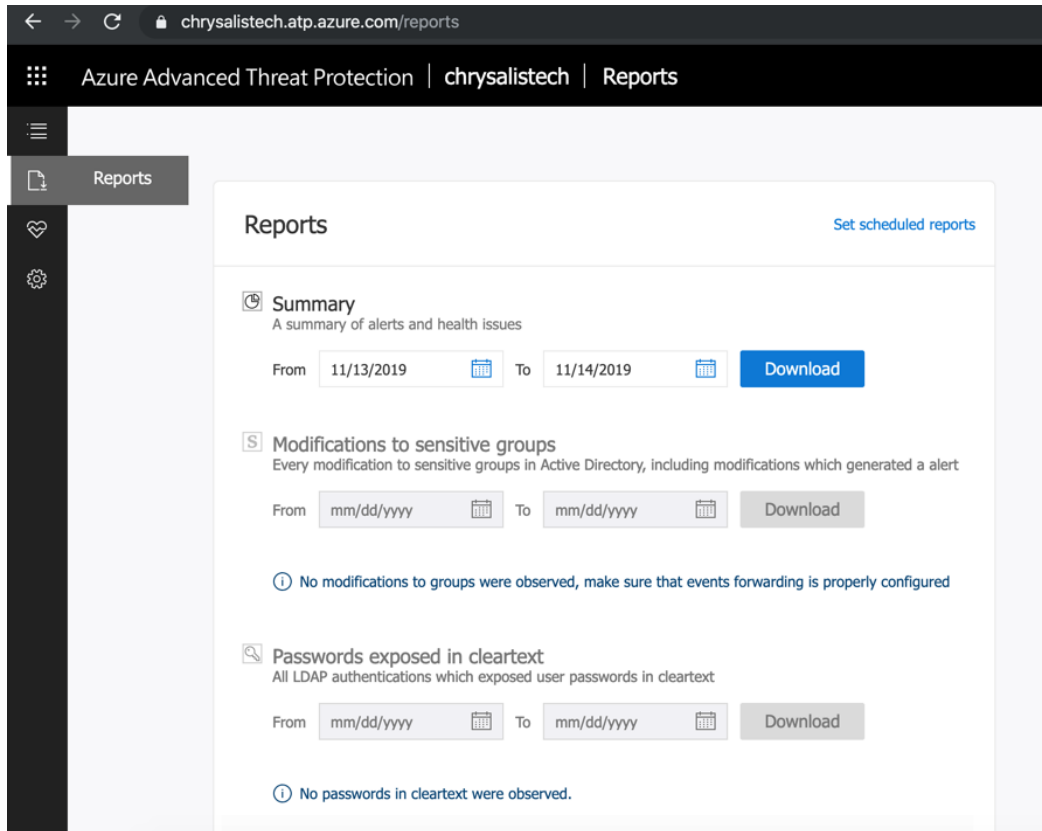 chrysalistech.atp.azure.com/reports
Azure Advanced Threat Protection | chrysalistech | Reports
Reports
Reports Set scheduled reports
Summary
A summary of alerts and health issues
From 11/13/2019 To 11/14/2019 Download
S Modifications to sensitive groups
Every modification to sensitive groups in Active Directory, including modifications which generated a alert
From mm/dd/yyyy To mm/dd/yyyy Download
No modifications to groups were observed, make sure that events forwarding is properly configured
Passwords exposed in cleartext
All LDAP authentications which exposed user passwords in cleartext
From mm/dd/yyyy To mm/dd/yyyy Download
No passwords in cleartext were observed.